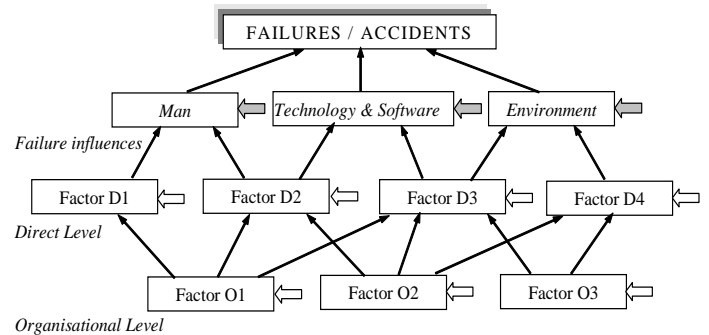 FAILURES / ACCIDENTS
Man
Technology & Software
Environment
Failure influences
Factor D1
Factor D2
Factor D3
Factor D4
Direct Level
Factor O1
Factor O2
Factor O3
Organisational Level